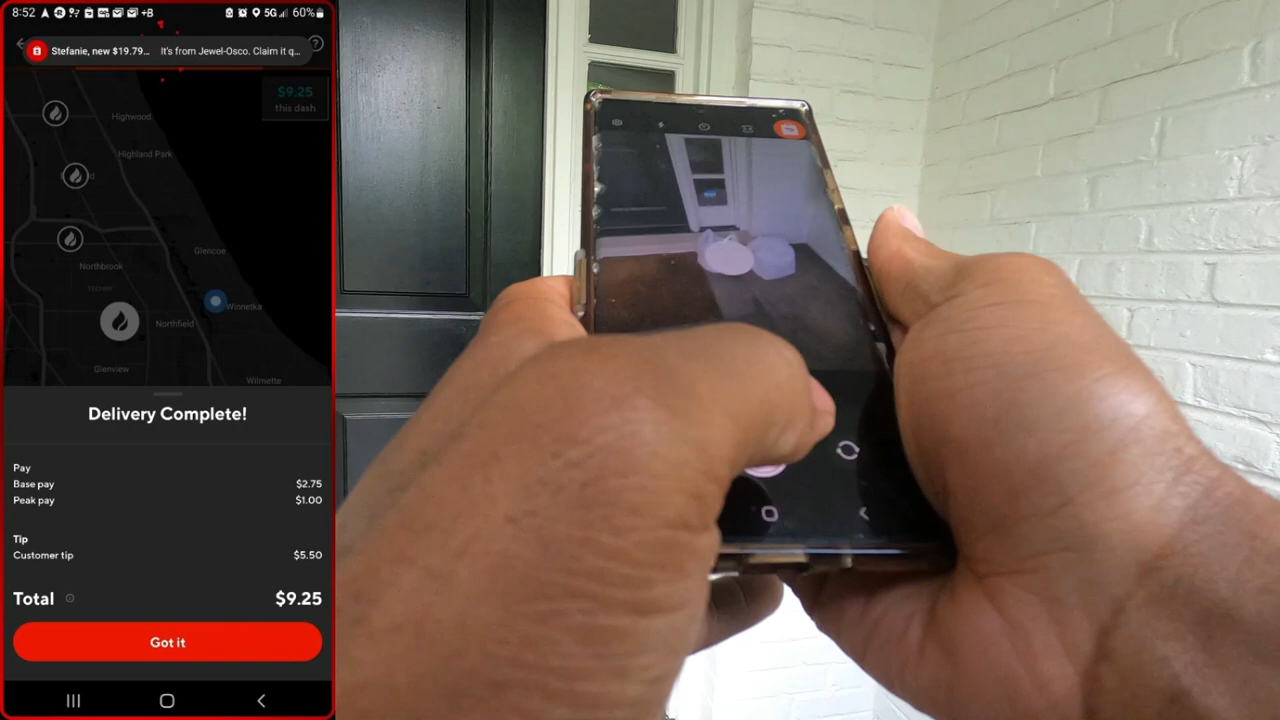 8:52
+B
5G
60%
Stefanie, new $19.79...
It's from Jewel-Osco. Claim it q...
?
$9.25
this dash
Highwood
Highland Park
Glencoe
Northbrook
TECHNY
Winnetka
Northfield
Glenview
Wilmette
Delivery Complete!
Pay
Base pay $2.75
Peak pay $1.00
Tip
Customer tip $5.50
Total $9.25
Got it